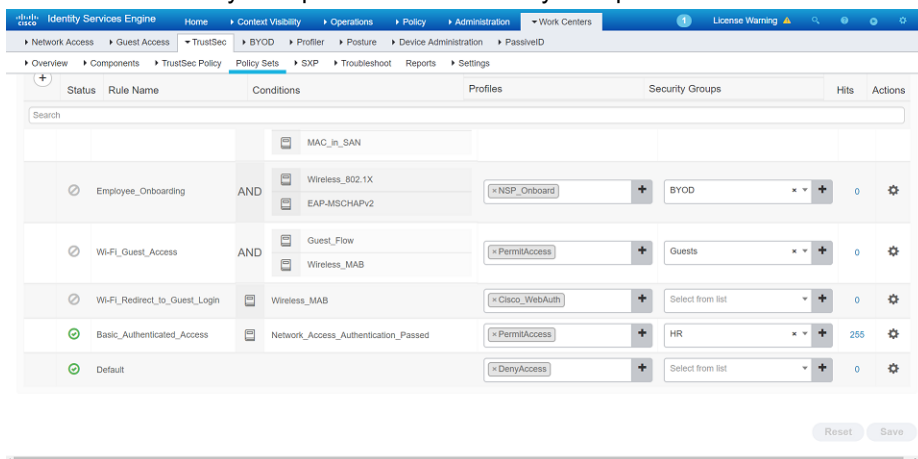 cisco Identity Services Engine Home Context Visibility Operations Policy Administration Work Centers 1 License Warning
Network Access Guest Access TrustSec BYOD Profiler Posture Device Administration PassiveID
Overview Components TrustSec Policy Policy Sets SXP Troubleshoot Reports Settings
+ Status Rule Name Conditions Profiles Security Groups Hits Actions
Search
MAC_in_SAN
Employee_Onboarding AND Wireless_802.1X EAP-MSCHAPv2 ×NSP_Onboard + BYOD × + 0
Wi-Fi_Guest_Access AND Guest_Flow Wireless_MAB ×PermitAccess + Guests × + 0
Wi-Fi_Redirect_to_Guest_Login Wireless_MAB ×Cisco_WebAuth + Select from list + 0
Basic_Authenticated_Access Network_Access_Authentication_Passed ×PermitAccess + HR × + 255
Default ×DenyAccess + Select from list + 0
Reset Save